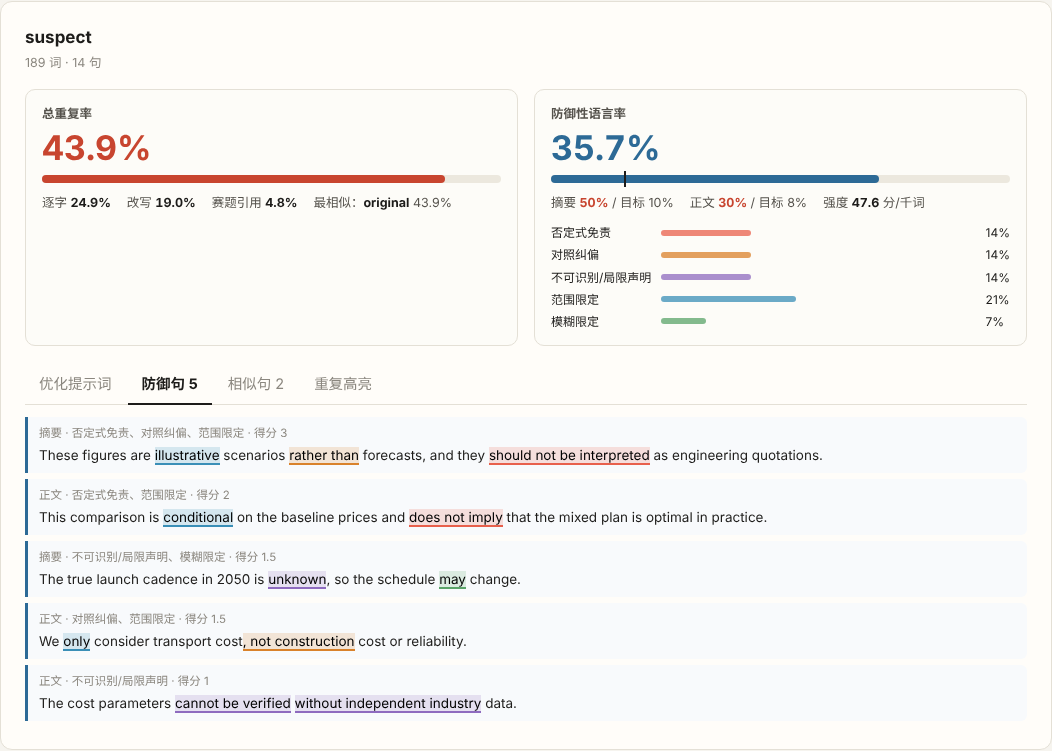 suspect
189 词 · 14 句
总重复率
43.9%
逐字 24.9% 改写 19.0% 赛题引用 4.8% 最相似：original 43.9%
防御性语言率
35.7%
摘要 50% / 目标 10% 正文 30% / 目标 8% 强度 47.6 分/千词
否定式免责 14%
对照纠偏 14%
不可识别/局限声明 14%
范围限定 21%
模糊限定 7%
优化提示词 防御句 5 相似句 2 重复高亮
摘要 · 否定式免责、对照纠偏、范围限定 · 得分 3
These figures are illustrative scenarios rather than forecasts, and they should not be interpreted as engineering quotations.
正文 · 否定式免责、范围限定 · 得分 2
This comparison is conditional on the baseline prices and does not imply that the mixed plan is optimal in practice.
摘要 · 不可识别/局限声明、模糊限定 · 得分 1.5
The true launch cadence in 2050 is unknown, so the schedule may change.
正文 · 对照纠偏、范围限定 · 得分 1.5
We only consider transport cost, not construction cost or reliability.
正文 · 不可识别/局限声明 · 得分 1
The cost parameters cannot be verified without independent industry data.